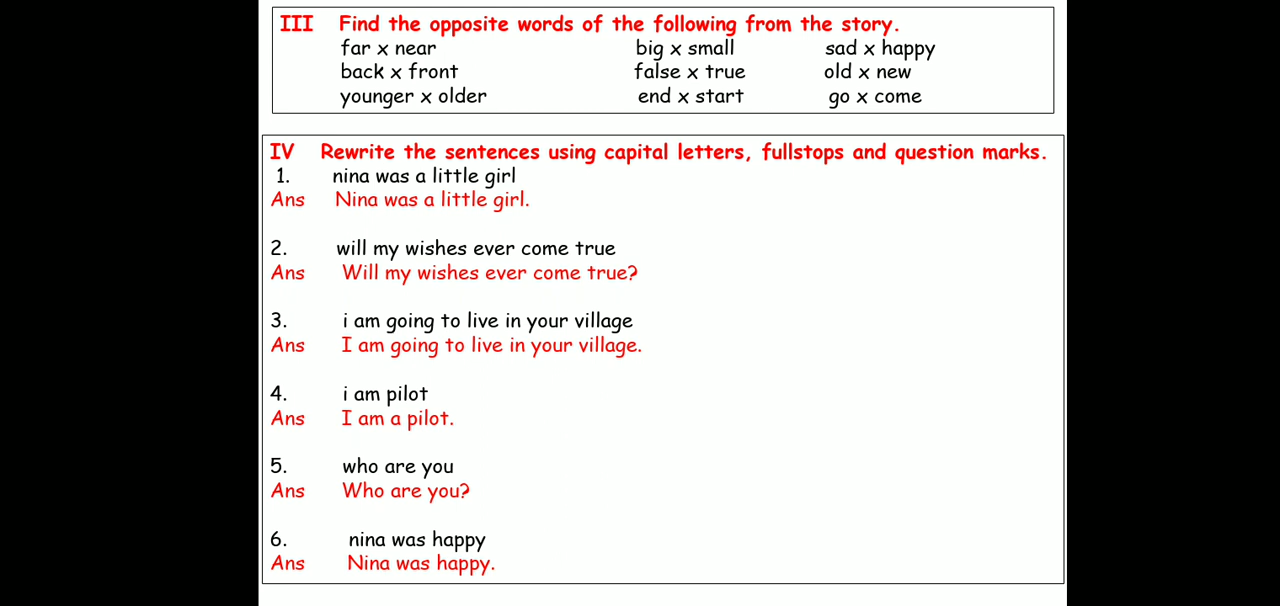 III Find the opposite words of the following from the story.
far x near big x small sad x happy
back x front false x true old x new
younger x older end x start go x come
IV Rewrite the sentences using capital letters, fullstops and question marks.
1. nina was a little girl
Ans Nina was a little girl.
2. will my wishes ever come true
Ans Will my wishes ever come true?
3. i am going to live in your village
Ans I am going to live in your village.
4. i am pilot
Ans I am a pilot.
5. who are you
Ans Who are you?
6. nina was happy
Ans Nina was happy.